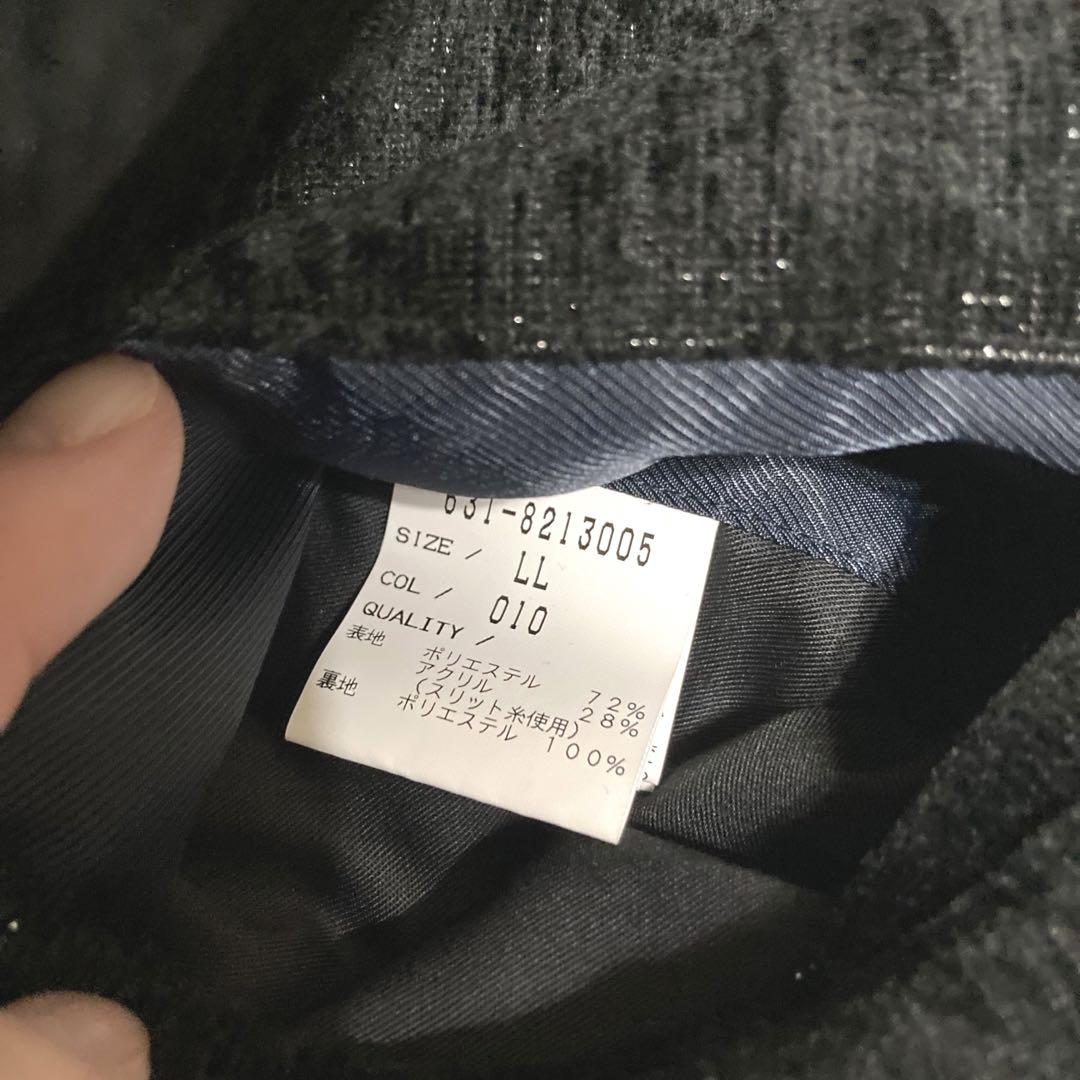 631-8213005
SIZE / LL
COL / 010
QUALITY /
表地 ポリエステル 72%
アクリル 28%
(スリット糸使用)
裏地 ポリエステル 100%